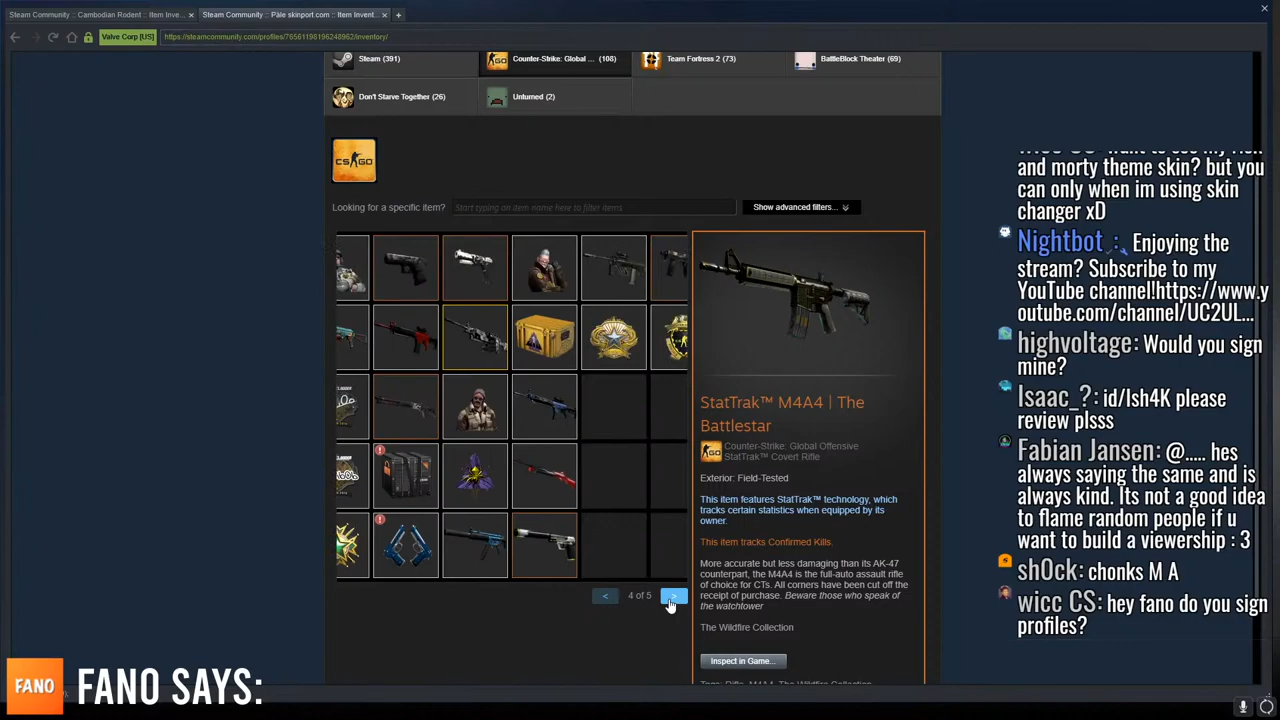 Steam Community :: Cambodian Rodent :: Item Inve...
Steam Community :: Pale skinport.com :: Item Invent...
Valve Corp [US]
https://steamcommunity.com/profiles/76561198196248962/inventory/
Steam (391)
Counter-Strike: Global ... (108)
Team Fortress 2 (73)
BattleBlock Theater (69)
Don't Starve Together (26)
Unturned (2)
CS GO
Looking for a specific item?
Start typing an item name here to filter items
Show advanced filters...
4 of 5
StatTrak™ M4A4 | The
Battlestar
Counter-Strike: Global Offensive
StatTrak™ Covert Rifle
Exterior: Field-Tested
This item features StatTrak™ technology, which
tracks certain statistics when equipped by its
owner.
This item tracks Confirmed Kills.
More accurate but less damaging than its AK-47
counterpart, the M4A4 is the full-auto assault rifle
of choice for CTs. All corners have been cut off the
receipt of purchase. Beware those who speak of
the watchtower
The Wildfire Collection
Inspect in Game...
Tags: Rifle, M4A4, The Wildfire Collection
and morty theme skin? but you
can only when im using skin
changer xD
Nightbot : Enjoying the
stream? Subscribe to my
YouTube channel!https://www.y
outube.com/channel/UC2UL...
highvoltage: Would you sign
mine?
Isaac_?: id/Ish4K please
review plsss
Fabian Jansen: @..... hes
always saying the same and is
always kind. Its not a good idea
to flame random people if u
want to build a viewership : 3
sh0ck: chonks M A
wicc CS: hey fano do you sign
profiles?
FANO
FANO SAYS: